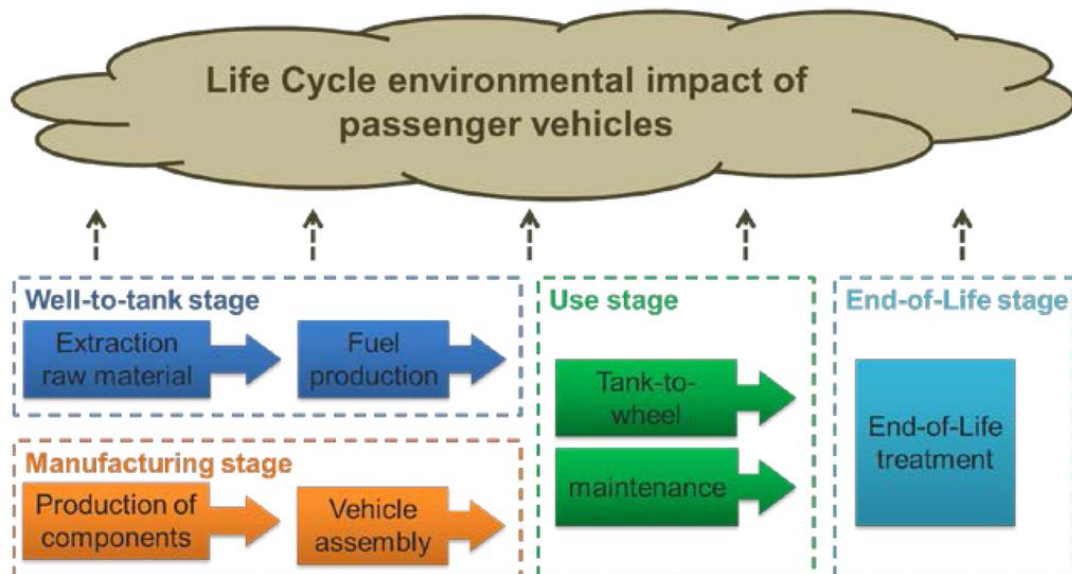 Life Cycle environmental impact of
passenger vehicles
Well-to-tank stage
Extraction
raw material
Fuel
production
Manufacturing stage
Production of
components
Vehicle
assembly
Use stage
Tank-to-
wheel
maintenance
End-of-Life stage
End-of-Life
treatment